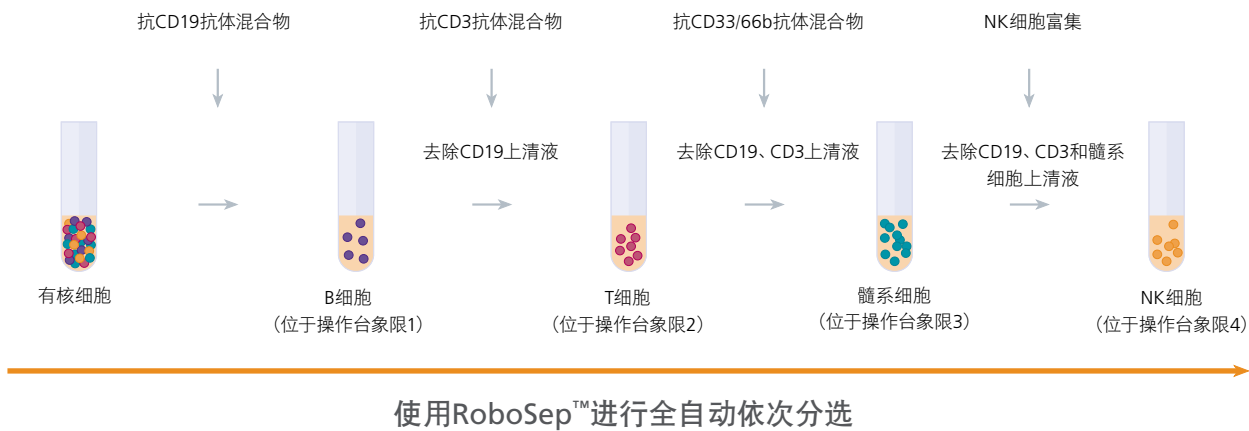 抗CD19抗体混合物
抗CD3抗体混合物
抗CD33/66b抗体混合物
NK细胞富集
去除CD19上清液
去除CD19、CD3上清液
去除CD19、CD3和髓系
细胞上清液
有核细胞
B细胞
（位于操作台象限1）
T细胞
（位于操作台象限2）
髓系细胞
（位于操作台象限3）
NK细胞
（位于操作台象限4）
使用RoboSep™进行全自动依次分选